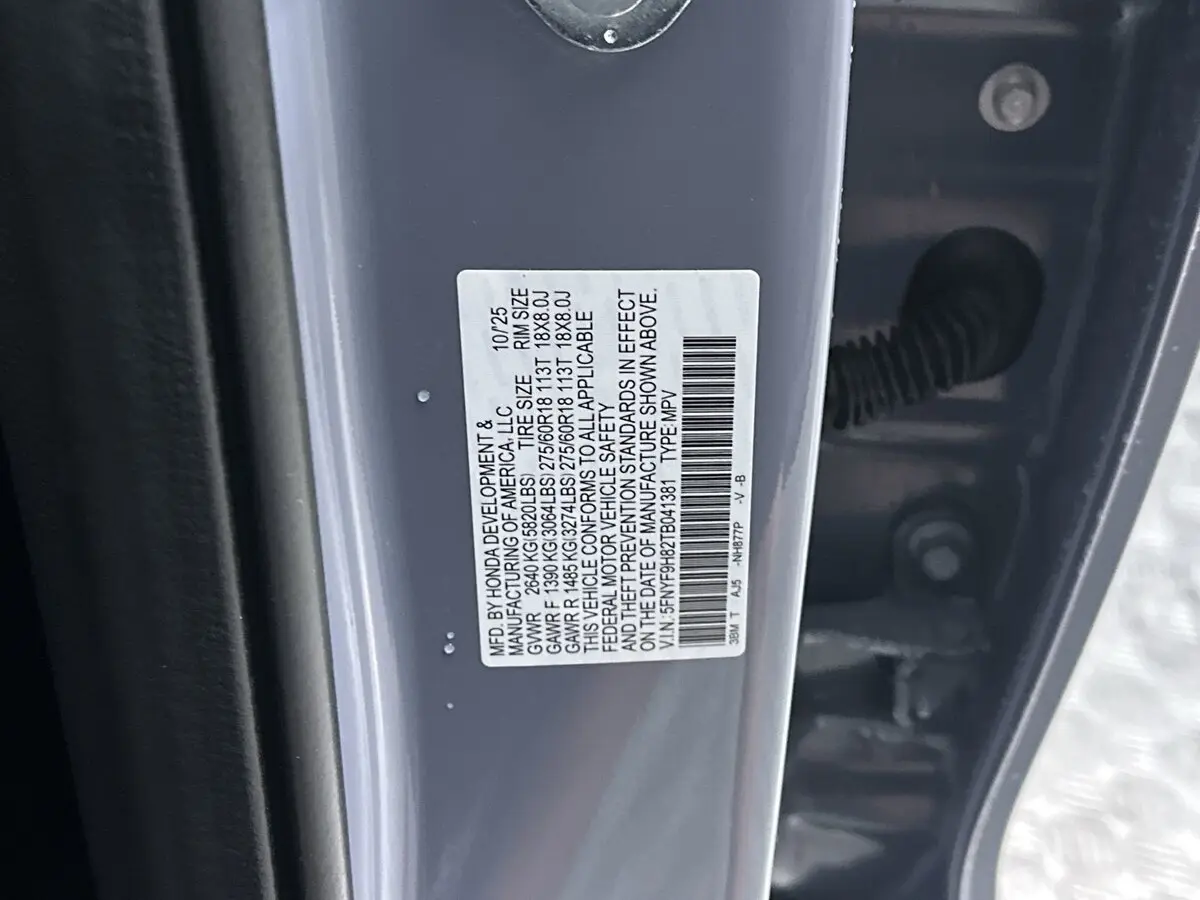 MFD. BY HONDA DEVELOPMENT &
MANUFACTURING OF AMERICA, LLC 10/'25
GVWR 2640 KG(5820LBS) TIRE SIZE RIM SIZE
GAWR F 1390 KG(3064LBS) 275/60R18 113T 18X8.0J
GAWR R 1485 KG(3274LBS) 275/60R18 113T 18X8.0J
THIS VEHICLE CONFORMS TO ALL APPLICABLE
FEDERAL MOTOR VEHICLE SAFETY
AND THEFT PREVENTION STANDARDS IN EFFECT
ON THE DATE OF MANUFACTURE SHOWN ABOVE.
V.I.N.: 5FNYF9H82TB041381 TYPE:MPV
3BM T AJ5 -NH877P -V -B